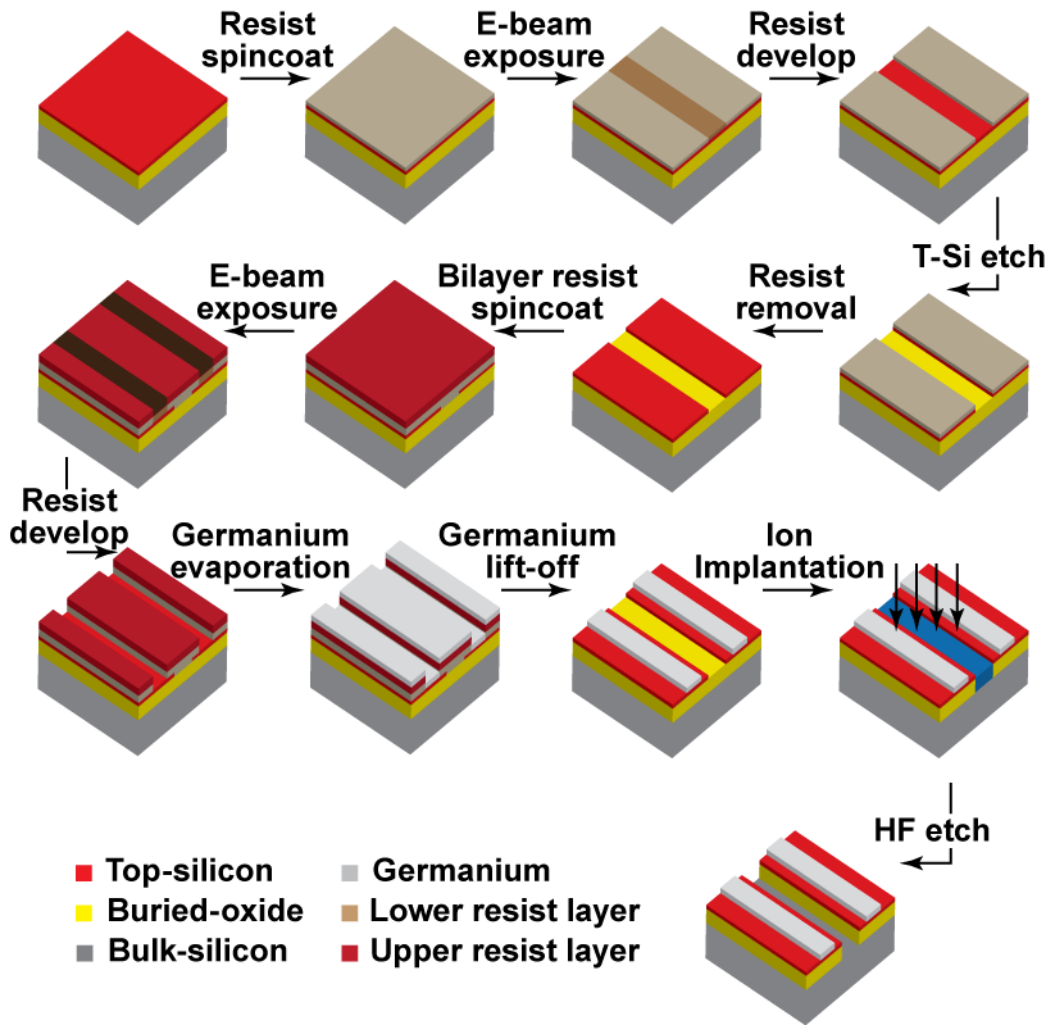 Resist
spincoat
E-beam
exposure
Resist
develop
T-Si etch
Resist
removal
Bilayer resist
spincoat
E-beam
exposure
Resist
develop
Germanium
evaporation
Germanium
lift-off
Ion
Implantation
HF etch
Top-silicon
Buried-oxide
Bulk-silicon
Germanium
Lower resist layer
Upper resist layer